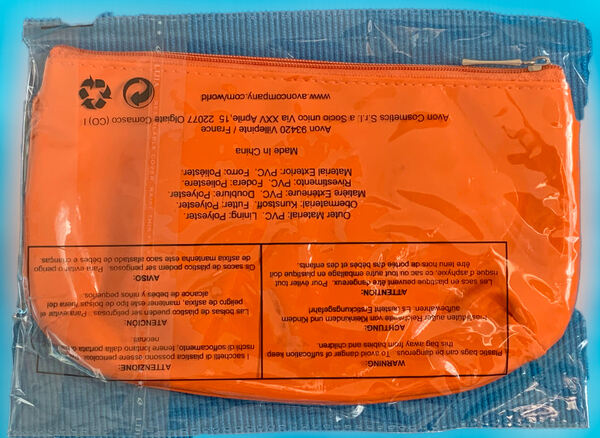 WARNING:
Plastic bags can be dangerous. To avoid danger of suffocation keep
this bag away from babies and children.
ACHTUNG:
Plastiktüten außer Reichweite von Kleinkindern und Kindern
aufbewahren. Es besteht Erstickungsgefahr.
ATTENTION:
Les sacs en plastique peuvent être dangereux. Pour éviter tout
risque d'asphyxie, ce sac ou tout autre emballage doit plastique
être tenu hors de portée des bébés et des enfants.
ATTENZIONE:
I sacchetti di plastica possono essere pericolosi.
rischio di soffocamento, tenere lontano dalla portata di
neonati.
ATENCIÓN:
Las bolsas de plástico pueden ser peligrosas. Para evitar el
peligro de asfixia, manténgase este tipo de bolsas fuera del
alcance de bebés y niños pequeños.
AVISO:
Os sacos de plástico podem ser perigosos. Para evitar o perigo
de asfixia mantenha este saco afastado de bebés e crianças.
Outer Material: PVC. Lining: Polyester.
Obermaterial: Kunststoff. Futter: Polyester.
Matière Extérieure: PVC. Doublure: Polyester.
Rivestimento: PVC. Fodera: Poliestere.
Material Exterior: PVC. Forro: Poliéster.
Made in China
Avon 93420 Villepinte / France
Avon Cosmetics S.r.l. a Socio unico Via XXV Aprile, 15, 22077 Olgiate Comasco (CO) I
www.avoncompany.com/world